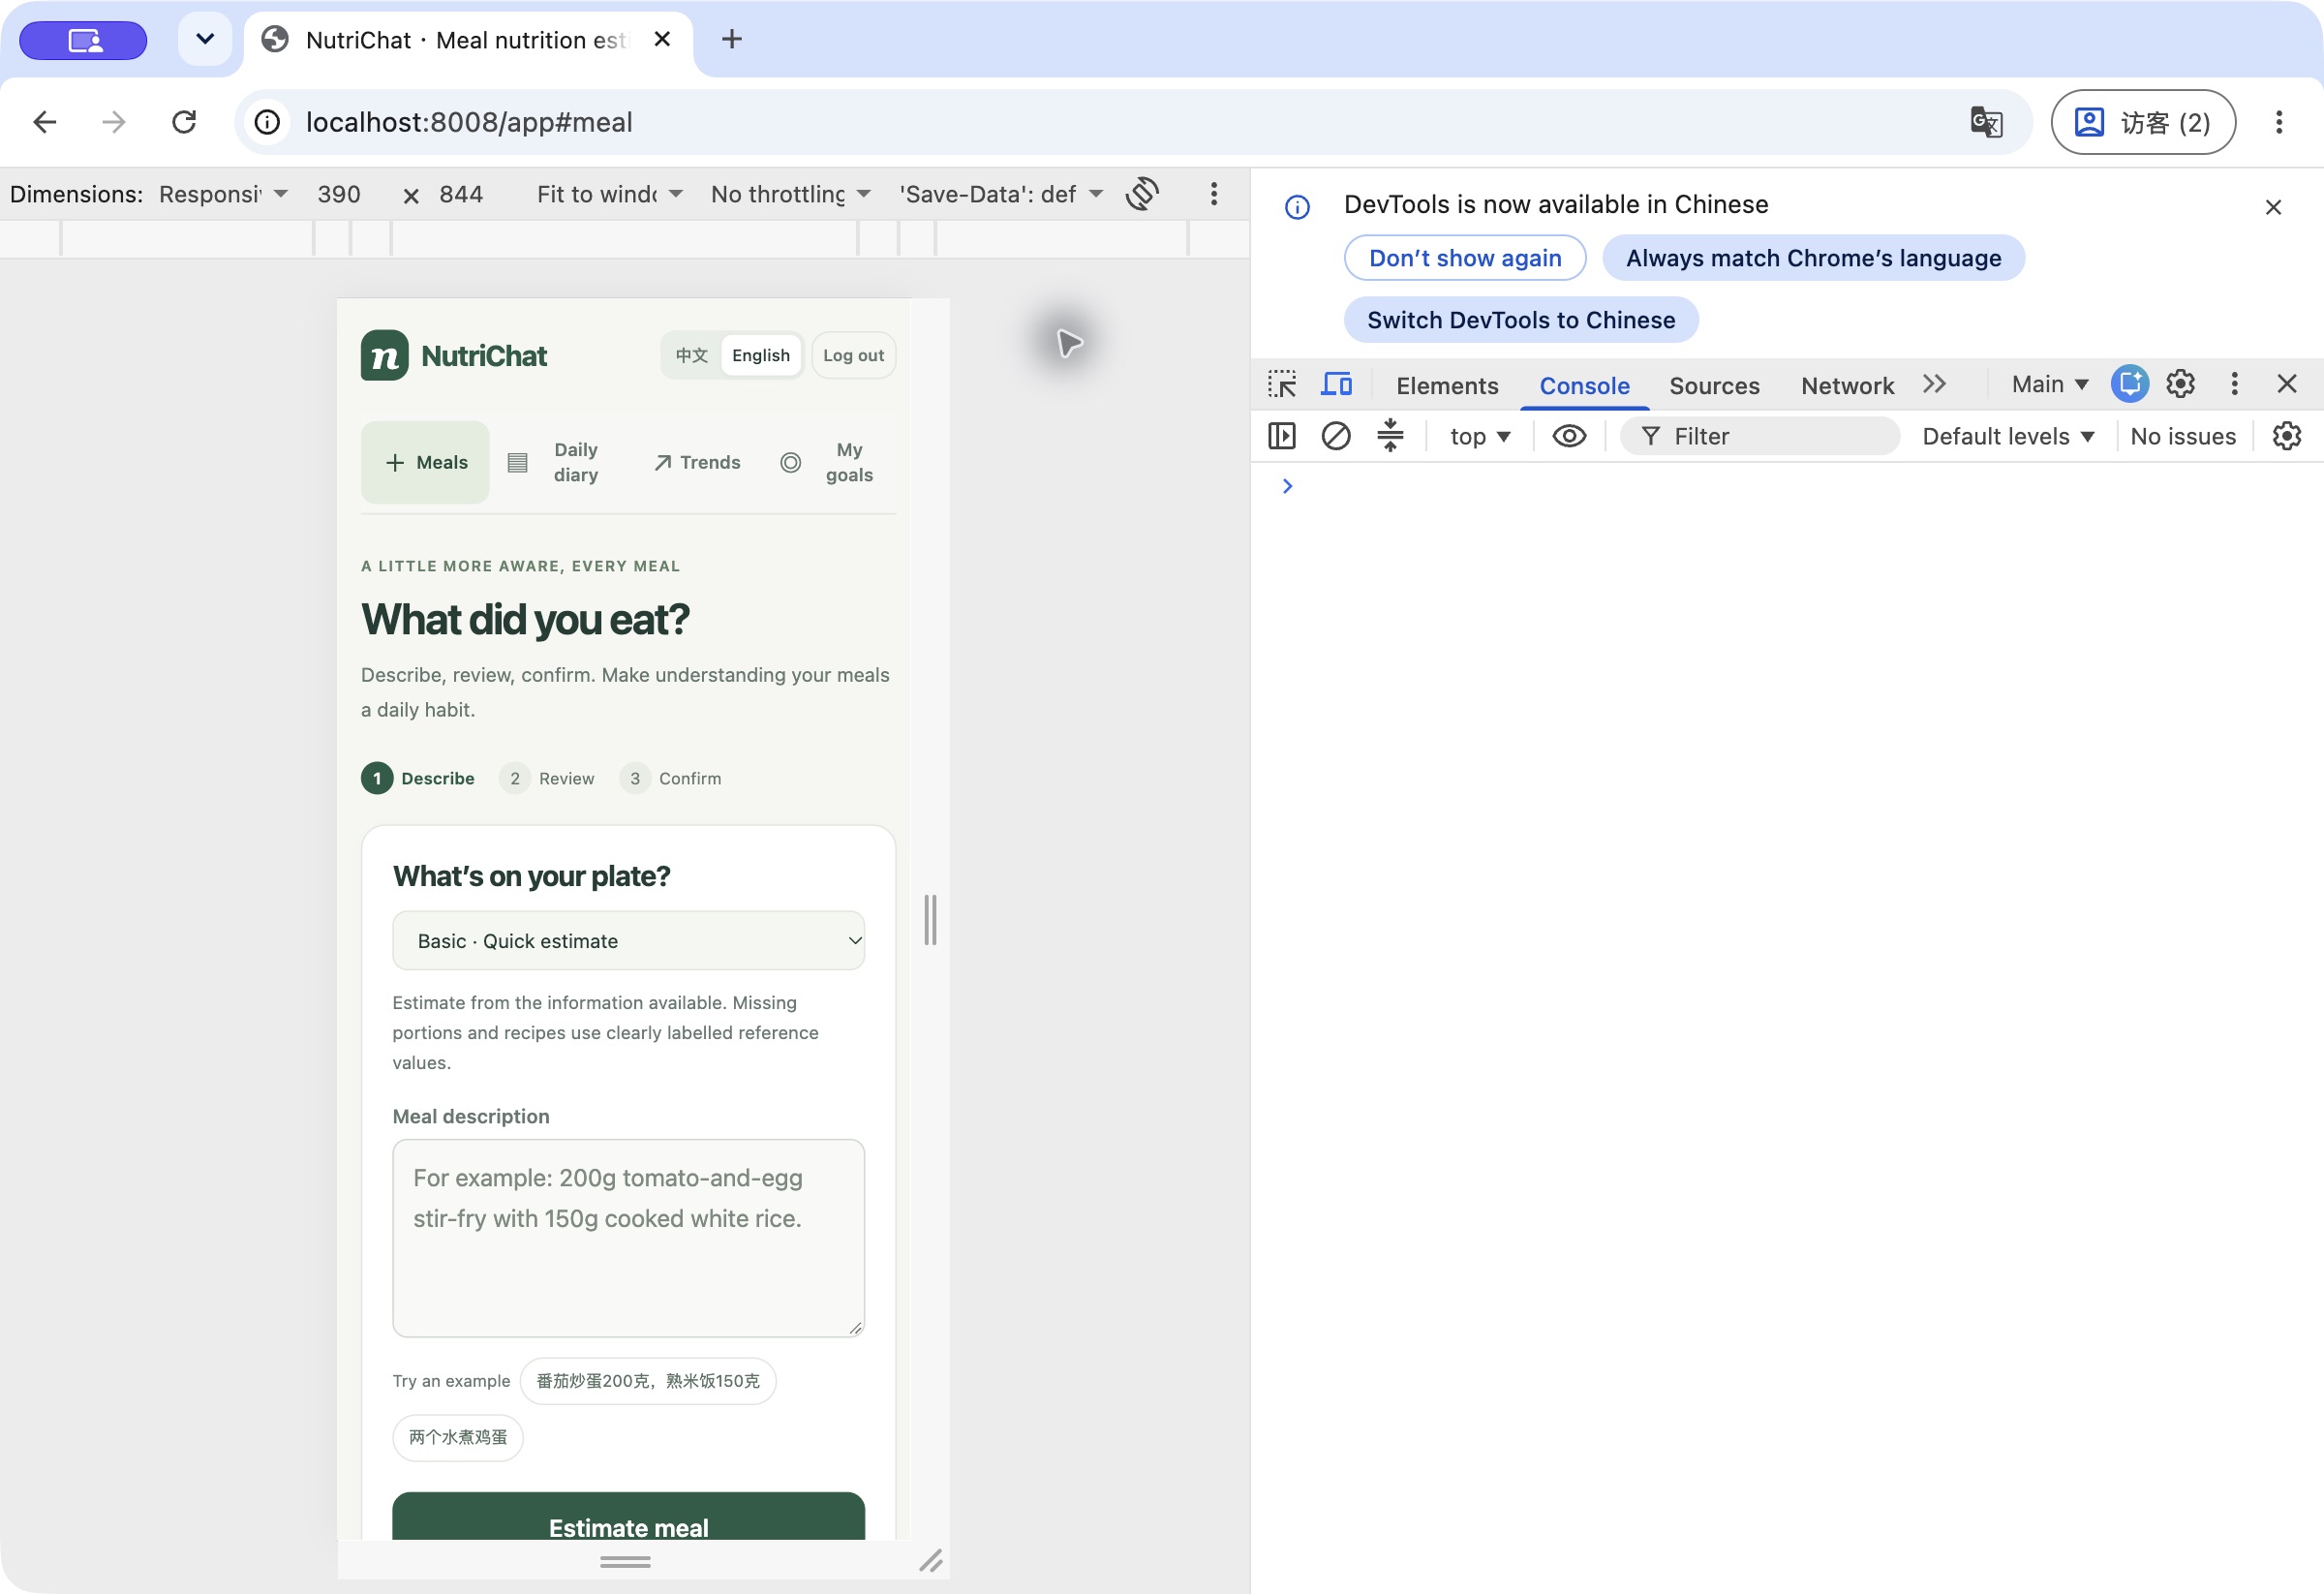 NutriChat · Meal nutrition est
localhost:8008/app#meal
访客 (2)
Dimensions: Responsiv 390 × 844 Fit to windo No throttling 'Save-Data': def
DevTools is now available in Chinese
Don't show again
Always match Chrome's language
Switch DevTools to Chinese
Elements Console Sources Network Main
top Filter Default levels No issues
n NutriChat 中文 English Log out
Meals
Daily
diary
Trends
My
goals
A LITTLE MORE AWARE, EVERY MEAL
What did you eat?
Describe, review, confirm. Make understanding your meals
a daily habit.
1 Describe 2 Review 3 Confirm
What's on your plate?
Basic · Quick estimate
Estimate from the information available. Missing
portions and recipes use clearly labelled reference
values.
Meal description
For example: 200g tomato-and-egg
stir-fry with 150g cooked white rice.
Try an example 番茄炒蛋200克，熟米饭150克
两个水煮鸡蛋
Estimate meal